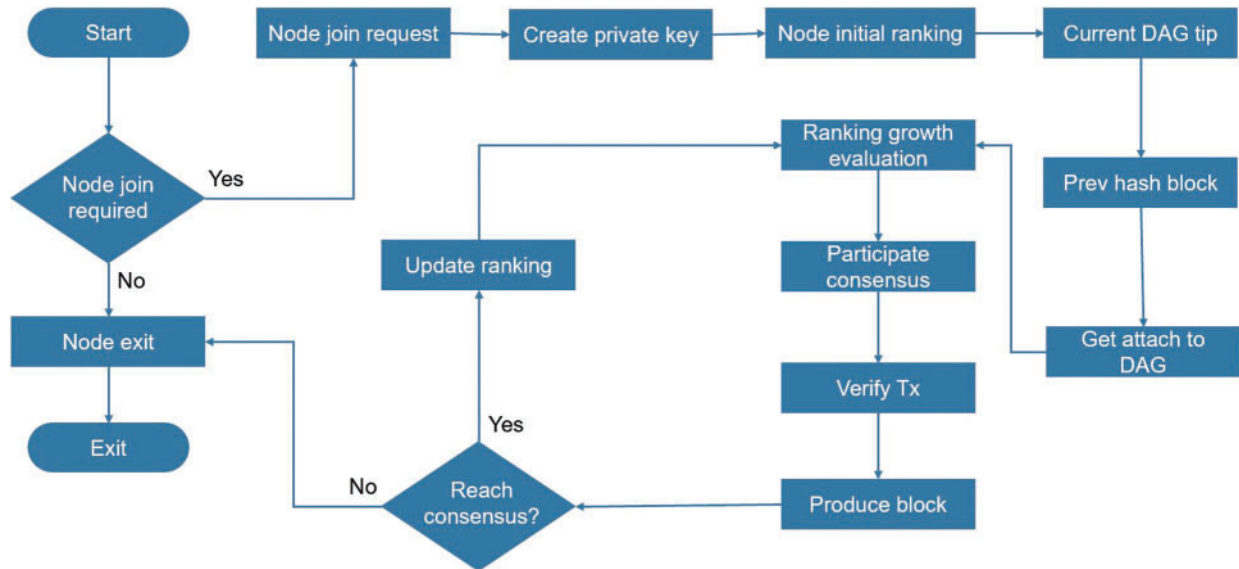 Start
Node join request
Create private key
Node initial ranking
Current DAG tip
Ranking growth
evaluation
Node join
required
Yes
Prev hash block
Update ranking
Participate
consensus
No
Node exit
Get attach to
DAG
Verify Tx
Exit
Yes
No
Reach
consensus?
Produce block